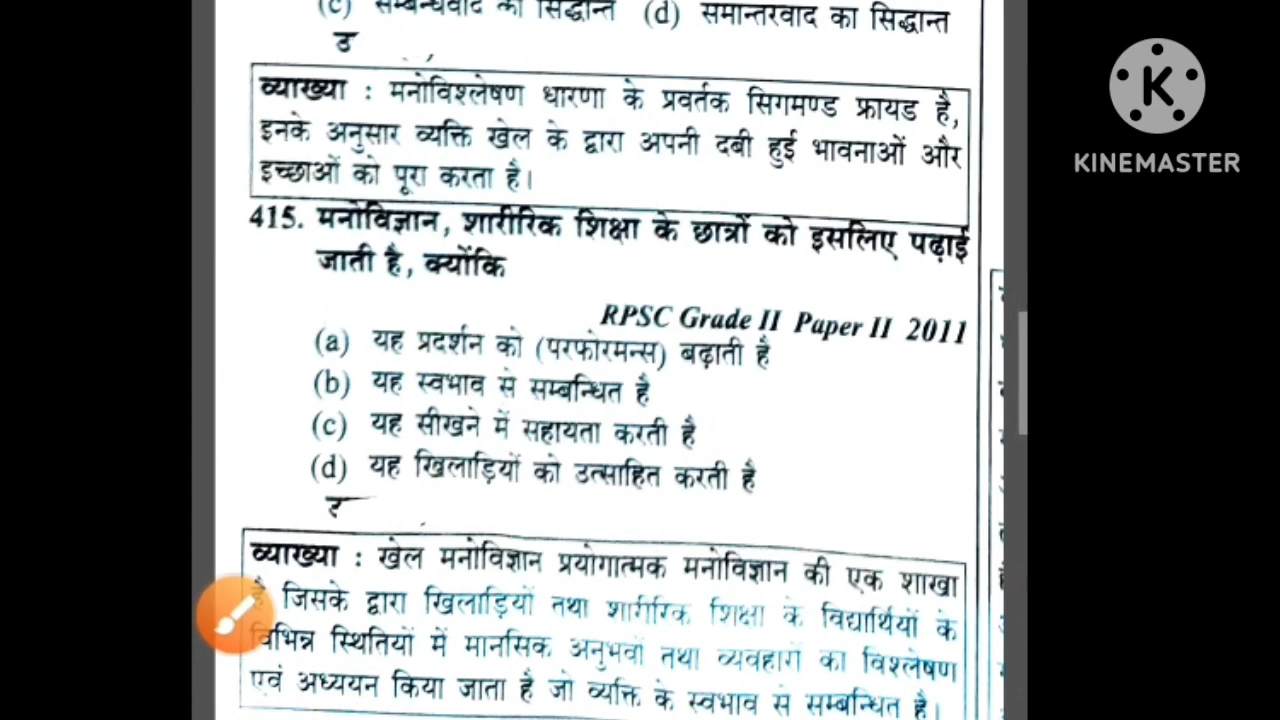 (c) सम्बन्धवाद का सिद्धान्त (d) समान्तरवाद का सिद्धान्त
व्याख्या : मनोविश्लेषण धारणा के प्रवर्तक सिगमण्ड फ्रायड है,
इनके अनुसार व्यक्ति खेल के द्वारा अपनी दबी हुई भावनाओं और
इच्छाओं को पूरा करता है।
415. मनोविज्ञान, शारीरिक शिक्षा के छात्रों को इसलिए पढ़ाई
जाती है, क्योंकि
RPSC Grade II Paper II 2011
(a) यह प्रदर्शन को (परफोरमन्स) बढ़ाती है
(b) यह स्वभाव से सम्बन्धित है
(c) यह सीखने में सहायता करती है
(d) यह खिलाड़ियों को उत्साहित करती है
व्याख्या : खेल मनोविज्ञान प्रयोगात्मक मनोविज्ञान की एक शाखा
है जिसके द्वारा खिलाड़ियों तथा शारीरिक शिक्षा के विद्यार्थियों के
विभिन्न स्थितियों में मानसिक अनुभवों तथा व्यवहारों का विश्लेषण
एवं अध्ययन किया जाता है जो व्यक्ति के स्वभाव से सम्बन्धित है।
K
KINEMASTER